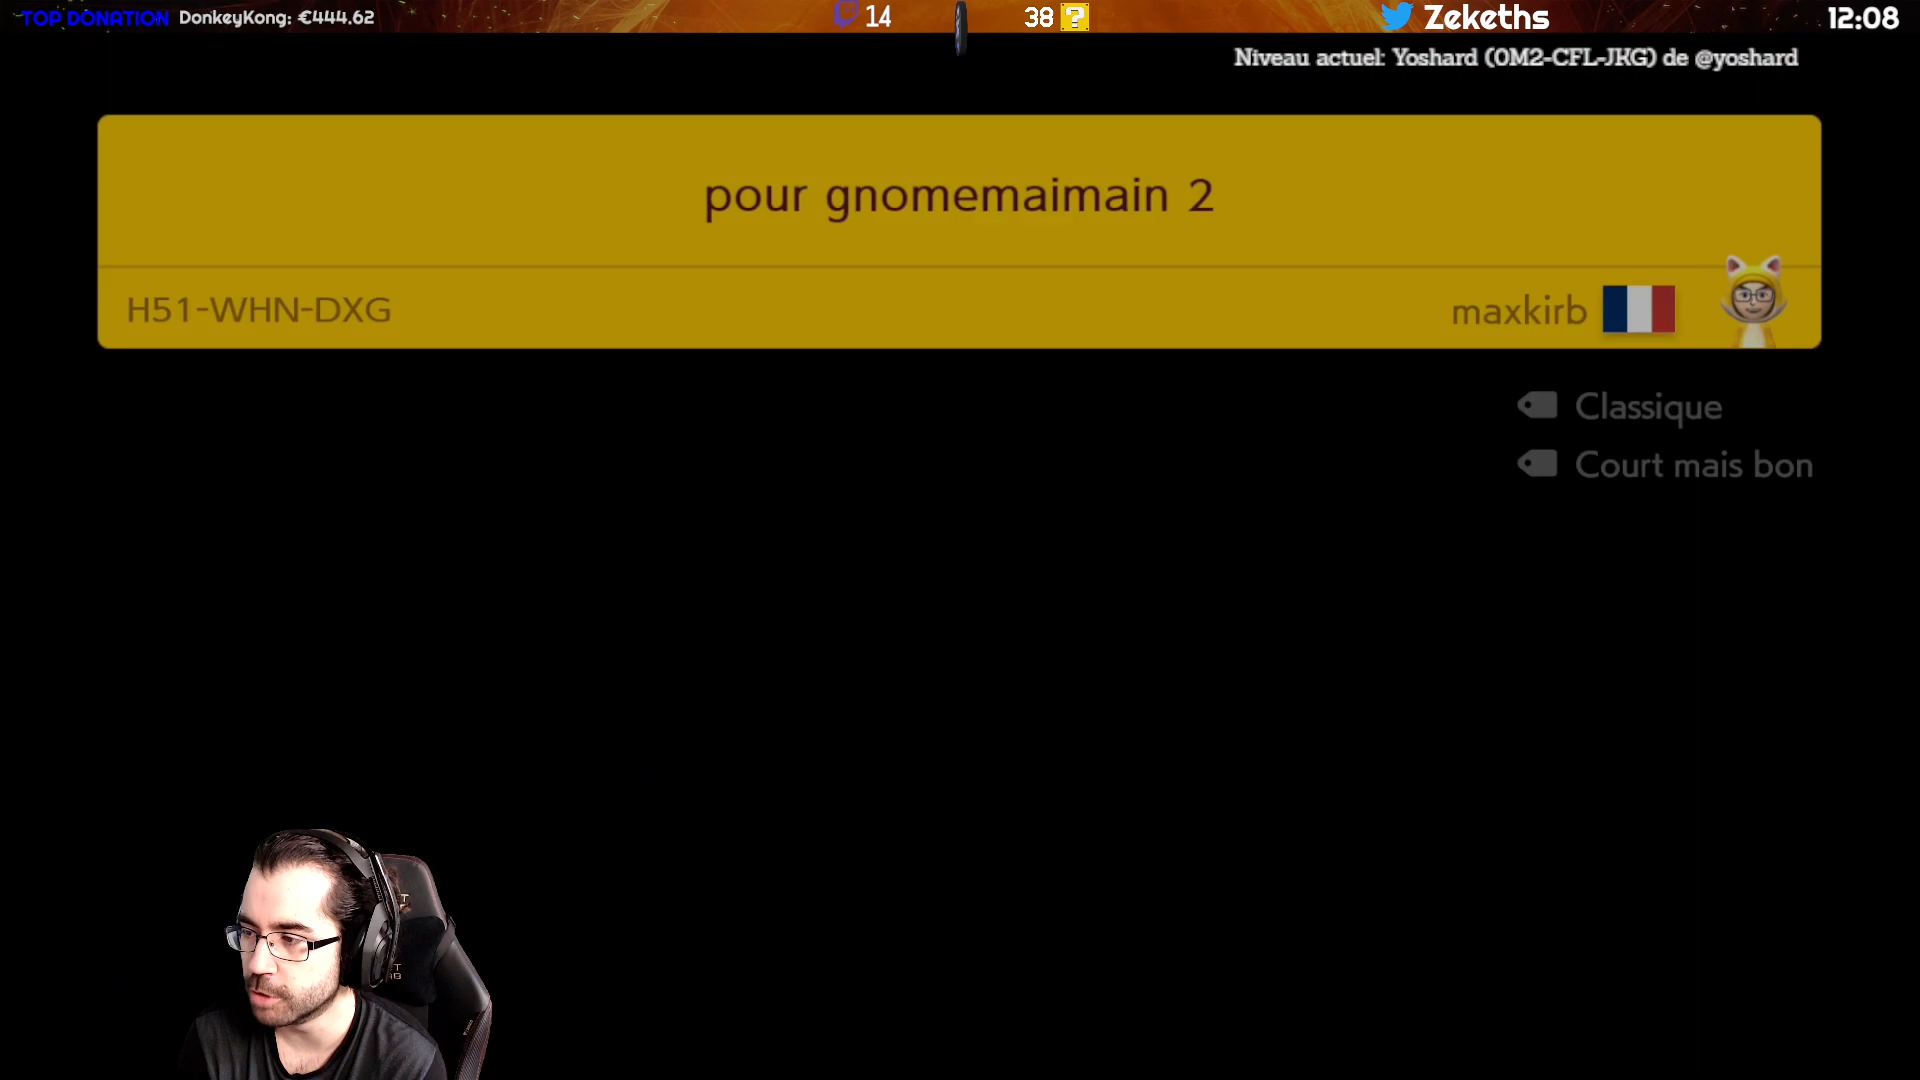 TOP DONATION DonkeyKong: €444.62
14
38
Zekeths
12:08
Niveau actuel: Yoshard (0M2-CFL-JKG) de @yoshard
pour gnomemaimain 2
H51-WHN-DXG
maxkirb
Classique
Court mais bon